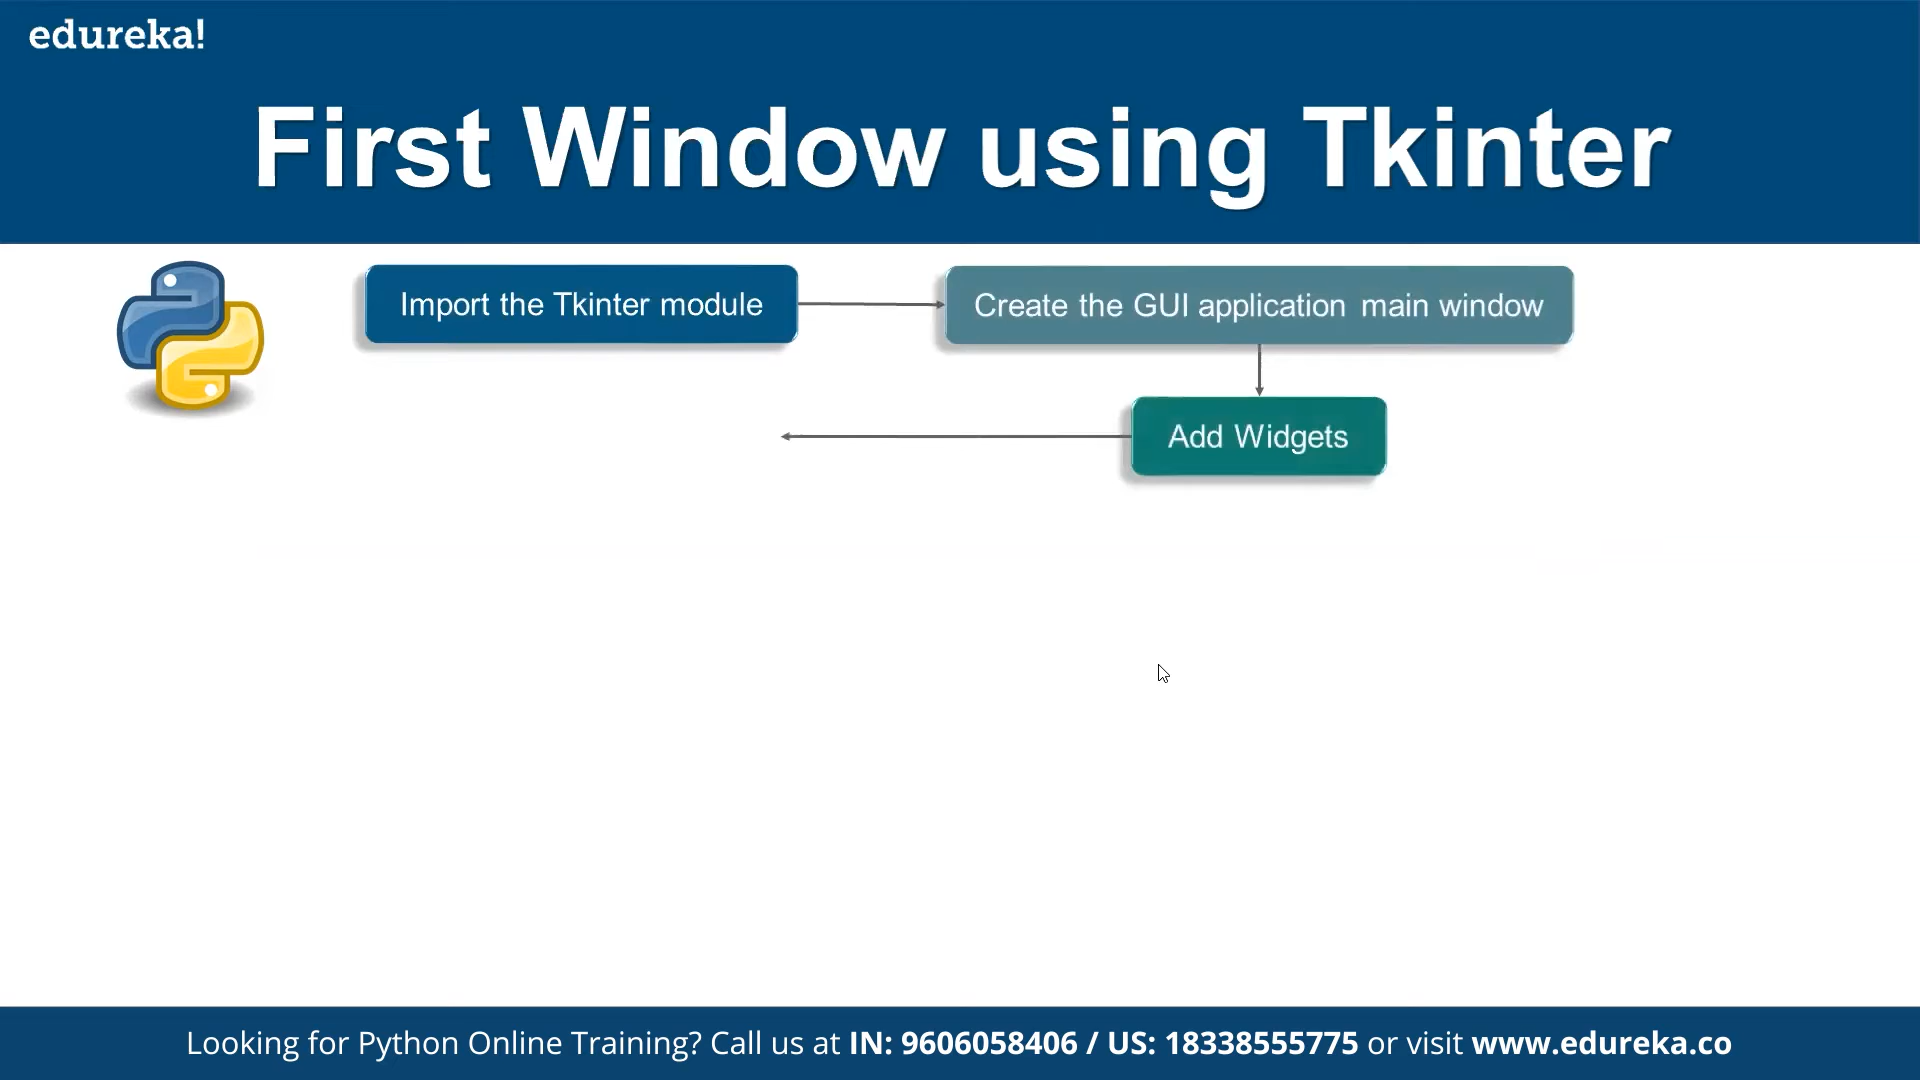 edureka!
First Window using Tkinter
Import the Tkinter module
Create the GUI application main window
Add Widgets
Looking for Python Online Training? Call us at IN: 9606058406 / US: 18338555775 or visit www.edureka.co